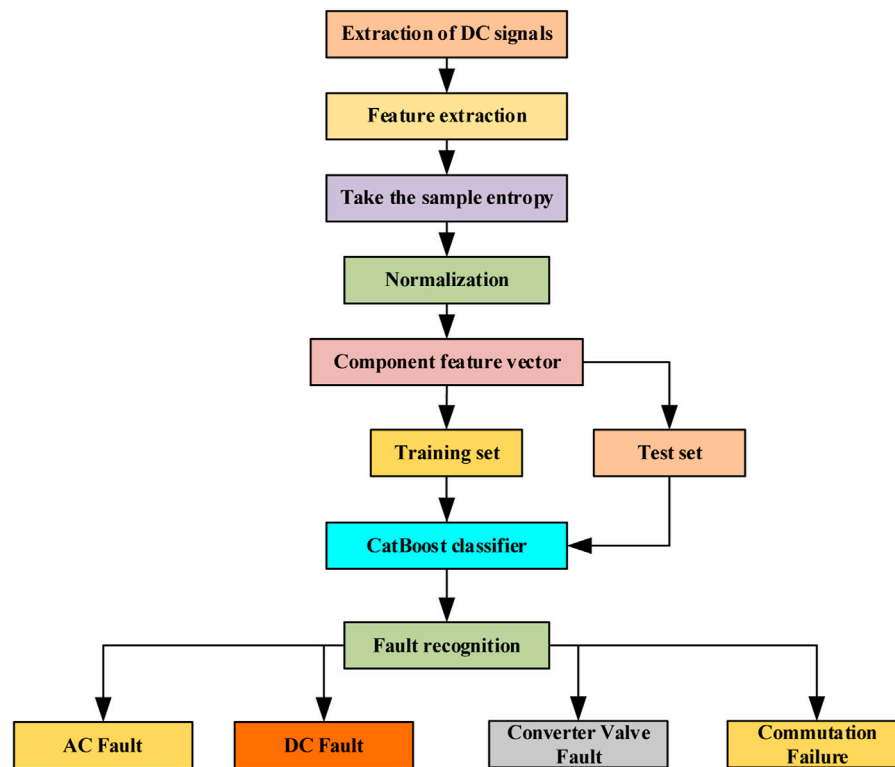 Extraction of DC signals
Feature extraction
Take the sample entropy
Normalization
Component feature vector
Training set
Test set
CatBoost classifier
Fault recognition
AC Fault
DC Fault
Converter Valve
Fault
Commutation
Failure